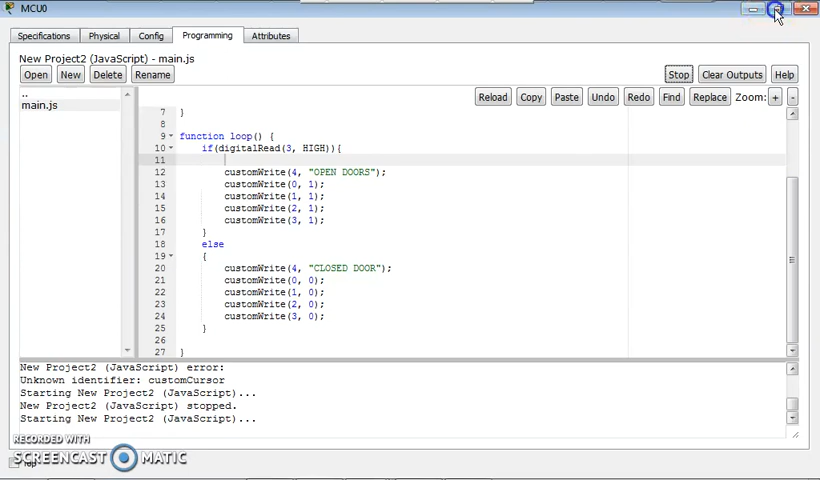 MCU0
Specifications Physical Config Programming Attributes
New Project2 (JavaScript) - main.js
Open New Delete Rename Stop Clear Outputs Help
Reload Copy Paste Undo Redo Find Replace Zoom: + -
..
main.js
7 }
8
9 function loop() {
10 if(digitalRead(3, HIGH)){
11
12 customWrite(4, "OPEN DOORS");
13 customWrite(0, 1);
14 customWrite(1, 1);
15 customWrite(2, 1);
16 customWrite(3, 1);
17 }
18 else
19 {
20 customWrite(4, "CLOSED DOOR");
21 customWrite(0, 0);
22 customWrite(1, 0);
23 customWrite(2, 0);
24 customWrite(3, 0);
25 }
26
27 }
New Project2 (JavaScript) error:
Unknown identifier: customCursor
Starting New Project2 (JavaScript)...
New Project2 (JavaScript) stopped.
Starting New Project2 (JavaScript)...
RECORDED WITH
SCREENCAST MATIC
Top